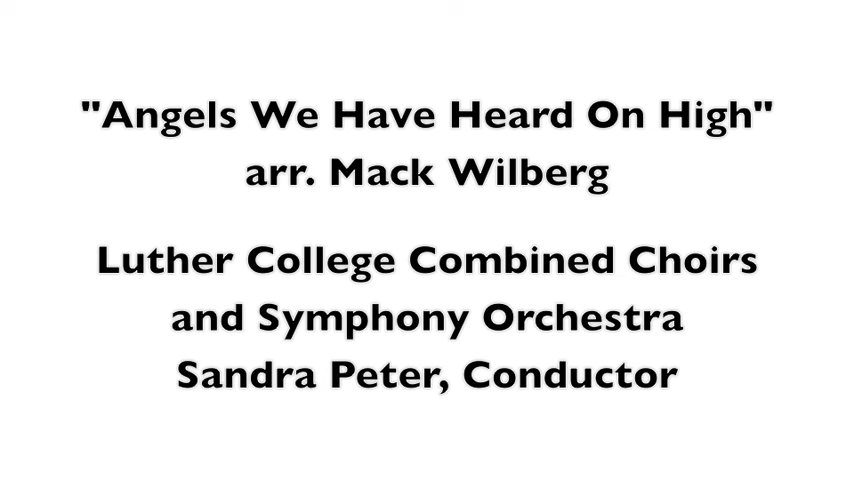 "Angels We Have Heard On High"
arr. Mack Wilberg
Luther College Combined Choirs
and Symphony Orchestra
Sandra Peter, Conductor